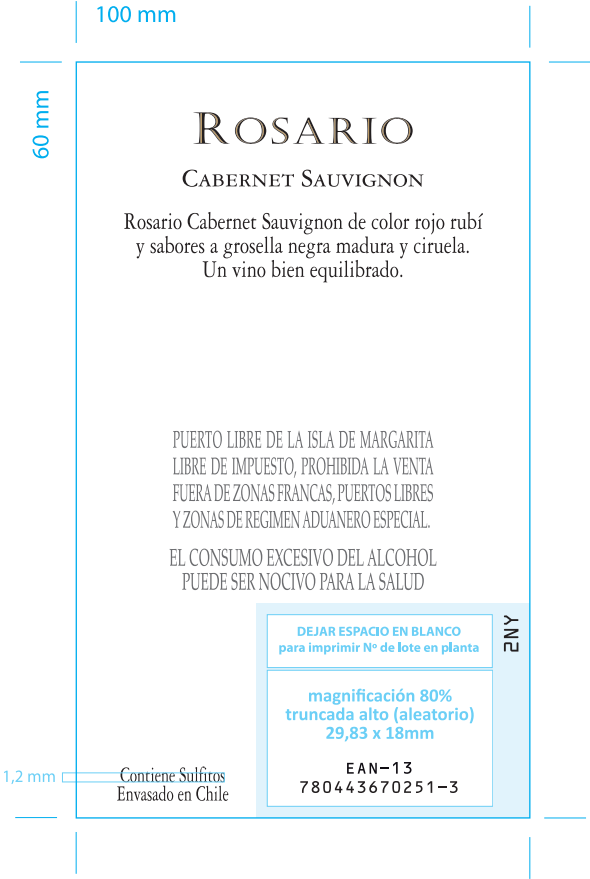 100 mm
60 mm
ROSARIO
CABERNET SAUVIGNON
Rosario Cabernet Sauvignon de color rojo rubí
y sabores a grosella negra madura y ciruela.
Un vino bien equilibrado.
PUERTO LIBRE DE LA ISLA DE MARGARITA
LIBRE DE IMPUESTO, PROHIBIDA LA VENTA
FUERA DE ZONAS FRANCAS, PUERTOS LIBRES
Y ZONAS DE REGIMEN ADUANERO ESPECIAL.
EL CONSUMO EXCESIVO DEL ALCOHOL
PUEDE SER NOCIVO PARA LA SALUD
DEJAR ESPACIO EN BLANCO
para imprimir Nº de lote en planta
2NY
magnificación 80%
truncada alto (aleatorio)
29,83 x 18mm
EAN-13
780443670251-3
1,2 mm
Contiene Sulfitos
Envasado en Chile